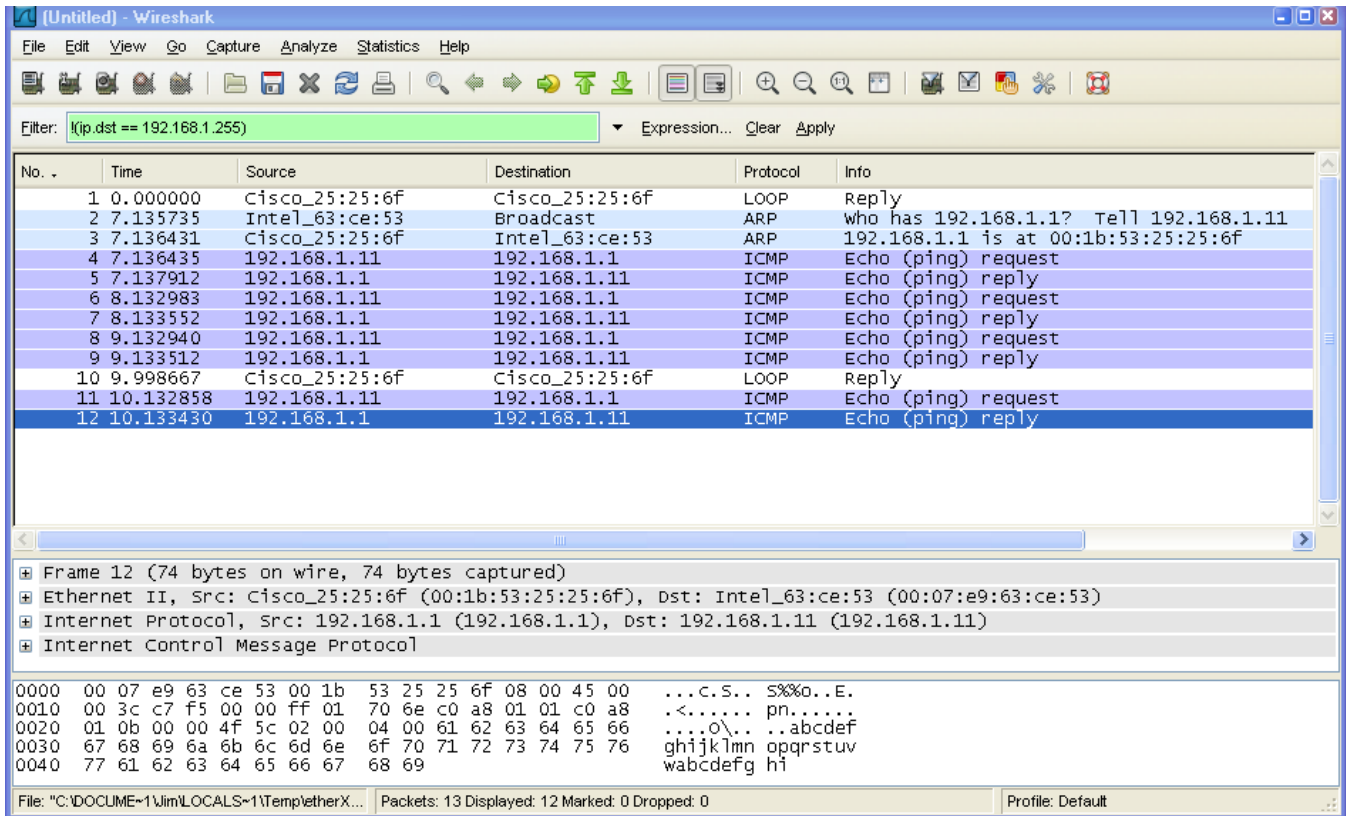 (Untitled) - Wireshark
File Edit View Go Capture Analyze Statistics Help
Filter: !(ip.dst == 192.168.1.255) Expression... Clear Apply
No. Time Source Destination Protocol Info
1 0.000000 Cisco_25:25:6f Cisco_25:25:6f LOOP Reply
2 7.135735 Intel_63:ce:53 Broadcast ARP Who has 192.168.1.1? Tell 192.168.1.11
3 7.136431 Cisco_25:25:6f Intel_63:ce:53 ARP 192.168.1.1 is at 00:1b:53:25:25:6f
4 7.136435 192.168.1.11 192.168.1.1 ICMP Echo (ping) request
5 7.137912 192.168.1.1 192.168.1.11 ICMP Echo (ping) reply
6 8.132983 192.168.1.11 192.168.1.1 ICMP Echo (ping) request
7 8.133552 192.168.1.1 192.168.1.11 ICMP Echo (ping) reply
8 9.132940 192.168.1.11 192.168.1.1 ICMP Echo (ping) request
9 9.133512 192.168.1.1 192.168.1.11 ICMP Echo (ping) reply
10 9.998667 Cisco_25:25:6f Cisco_25:25:6f LOOP Reply
11 10.132858 192.168.1.11 192.168.1.1 ICMP Echo (ping) request
12 10.133430 192.168.1.1 192.168.1.11 ICMP Echo (ping) reply
Frame 12 (74 bytes on wire, 74 bytes captured)
Ethernet II, Src: Cisco_25:25:6f (00:1b:53:25:25:6f), Dst: Intel_63:ce:53 (00:07:e9:63:ce:53)
Internet Protocol, Src: 192.168.1.1 (192.168.1.1), Dst: 192.168.1.11 (192.168.1.11)
Internet Control Message Protocol
0000 00 07 e9 63 ce 53 00 1b 53 25 25 6f 08 00 45 00 ...c.S.. S%%o..E.
0010 00 3c c7 f5 00 00 ff 01 70 6e c0 a8 01 01 c0 a8 .<...... pn......
0020 01 0b 00 00 4f 5c 02 00 04 00 61 62 63 64 65 66 ....O\.. ..abcdef
0030 67 68 69 6a 6b 6c 6d 6e 6f 70 71 72 73 74 75 76 ghijklmn opqrstuv
0040 77 61 62 63 64 65 66 67 68 69 wabcdefg hi
File: "C:\DOCUME~1\Jim\LOCALS~1\Temp\etherX... Packets: 13 Displayed: 12 Marked: 0 Dropped: 0 Profile: Default